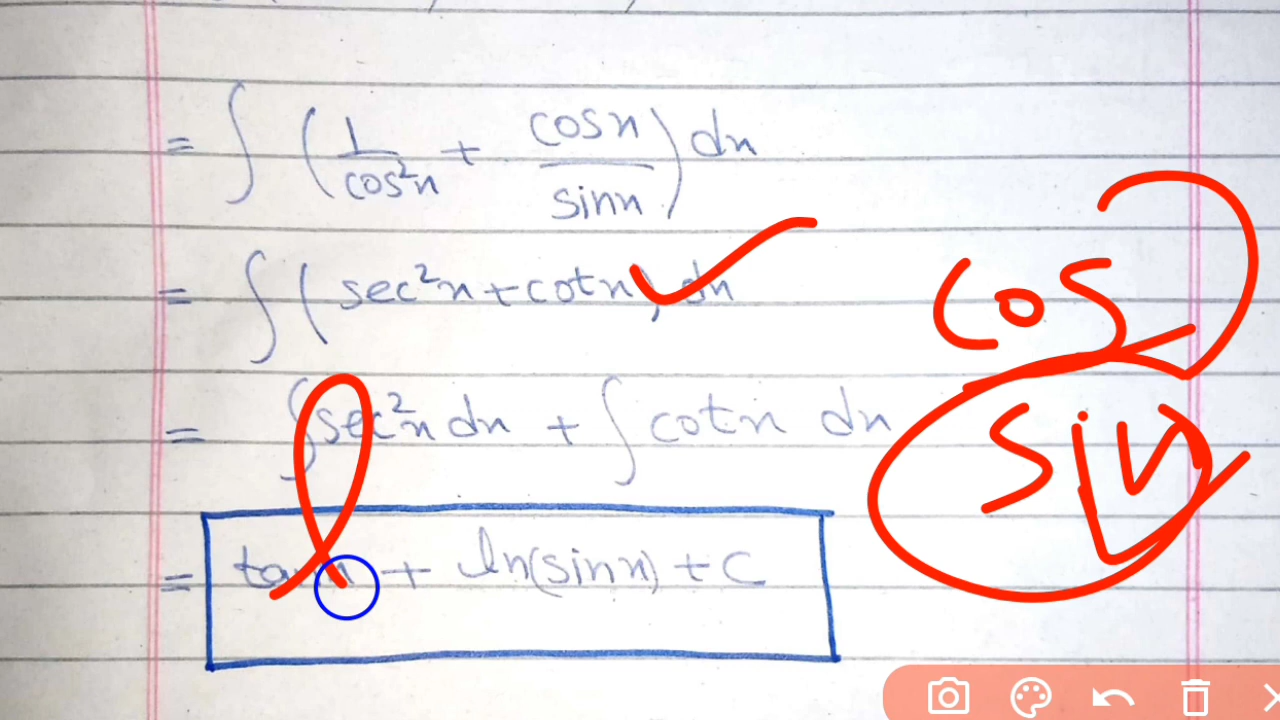 = ∫ (1/cos²x + cosx/sinx) dx
= ∫ (sec²x + cotx) dx
= ∫ sec²x dx + ∫ cotx dx
= tanx + ln(sinx) + C
cos
sin